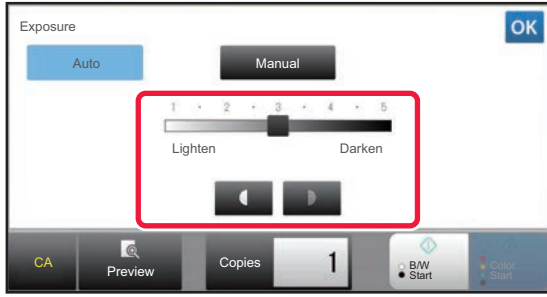 Exposure
OK
Auto
Manual
1 · 2 · 3 · 4 · 5
Lighten
Darken
CA
Preview
Copies
1
B/W
Start
Color
Start